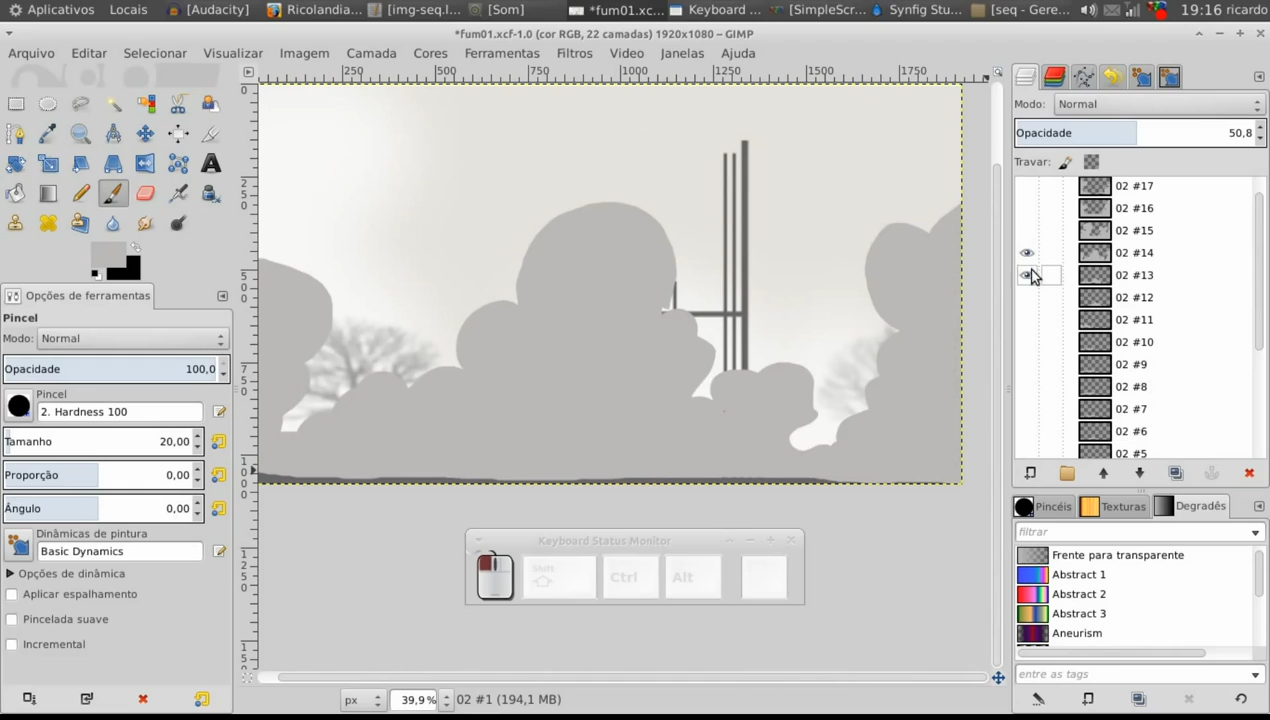 Aplicativos Locais [Audacity] Ricolandia... [img-seq.l... [Som] *fum01.xc... Keyboard ... [SimpleScr... Synfig Stu... [seq - Gere... 19:16 ricardo
*fum01.xcf-1.0 (cor RGB, 22 camadas) 1920x1080 – GIMP
Arquivo Editar Selecionar Visualizar Imagem Camada Cores Ferramentas Filtros Video Janelas Ajuda
250 500 750 1000 1250 1500 1750
Modo: Normal
Opacidade 50,8
Travar:
02 #17
02 #16
02 #15
02 #14
02 #13
02 #12
02 #11
02 #10
02 #9
02 #8
02 #7
02 #6
02 #5
Opções de ferramentas
Pincel
Modo: Normal
Opacidade 100,0
Pincel
2. Hardness 100
Tamanho 20,00
Proporção 0,00
Ângulo 0,00
Dinâmicas de pintura
Basic Dynamics
Opções de dinâmica
Aplicar espalhamento
Pincelada suave
Incremental
Keyboard Status Monitor
Shift Ctrl Alt
Pincéis Texturas Degradês
filtrar
Frente para transparente
Abstract 1
Abstract 2
Abstract 3
Aneurism
entre as tags
px 39,9% 02 #1 (194,1 MB)